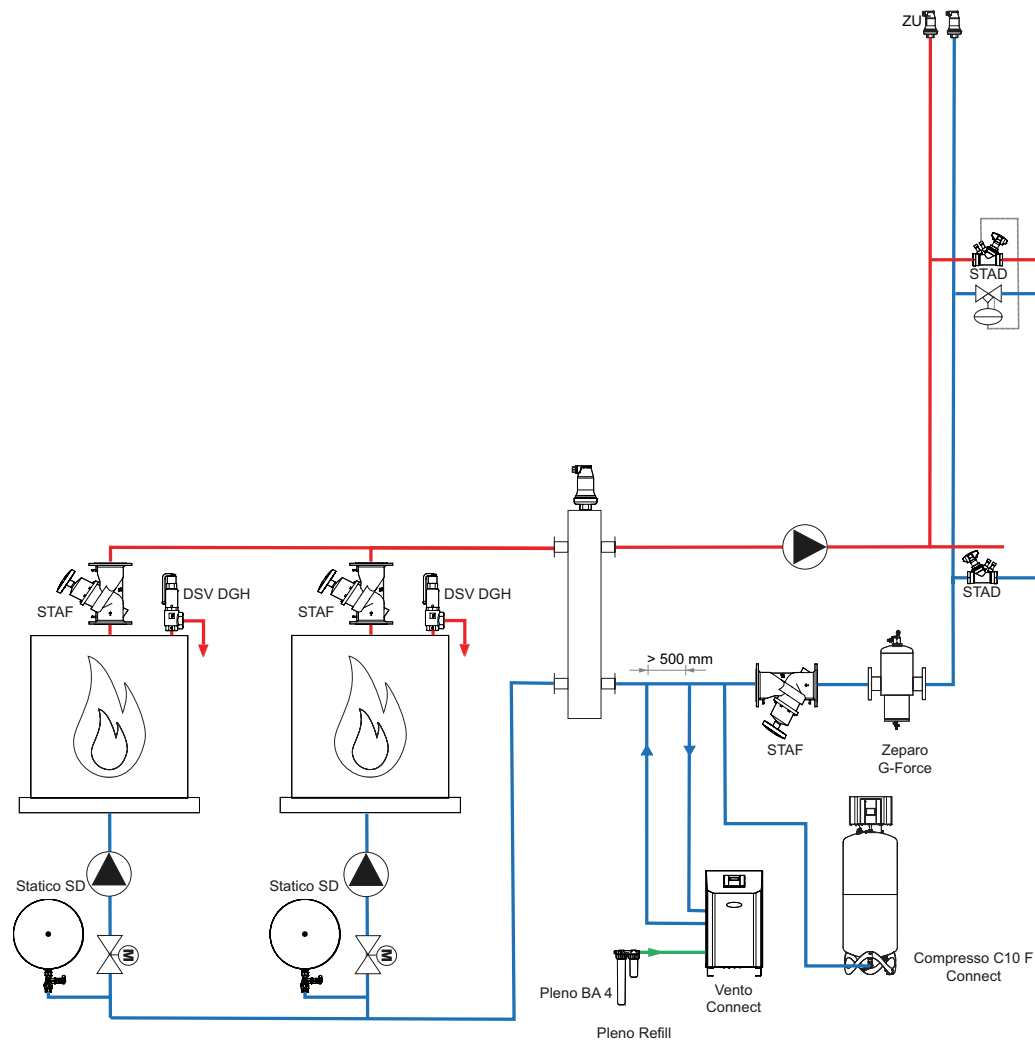 ZU
STAD
STAD
STAF
DSV DGH
STAF
DSV DGH
> 500 mm
STAF
Zeparo
G-Force
Statico SD
Statico SD
M
M
Pleno BA 4
Vento
Connect
Compresso C10 F
Connect
Pleno Refill